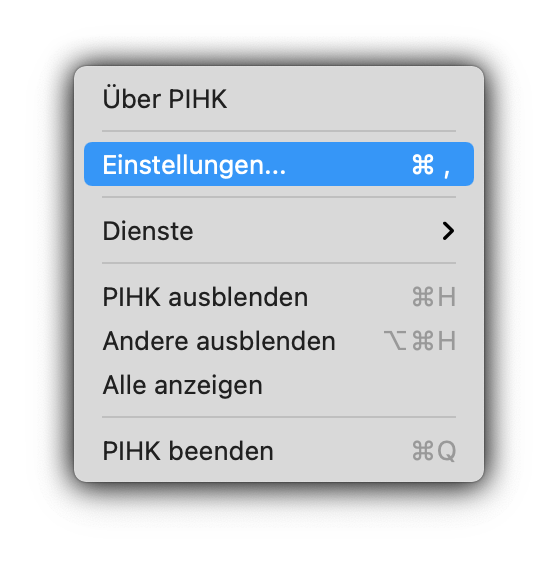 Über PIHK
Einstellungen... ⌘ ,
Dienste
PIHK ausblenden ⌘H
Andere ausblenden ⌥⌘H
Alle anzeigen
PIHK beenden ⌘Q